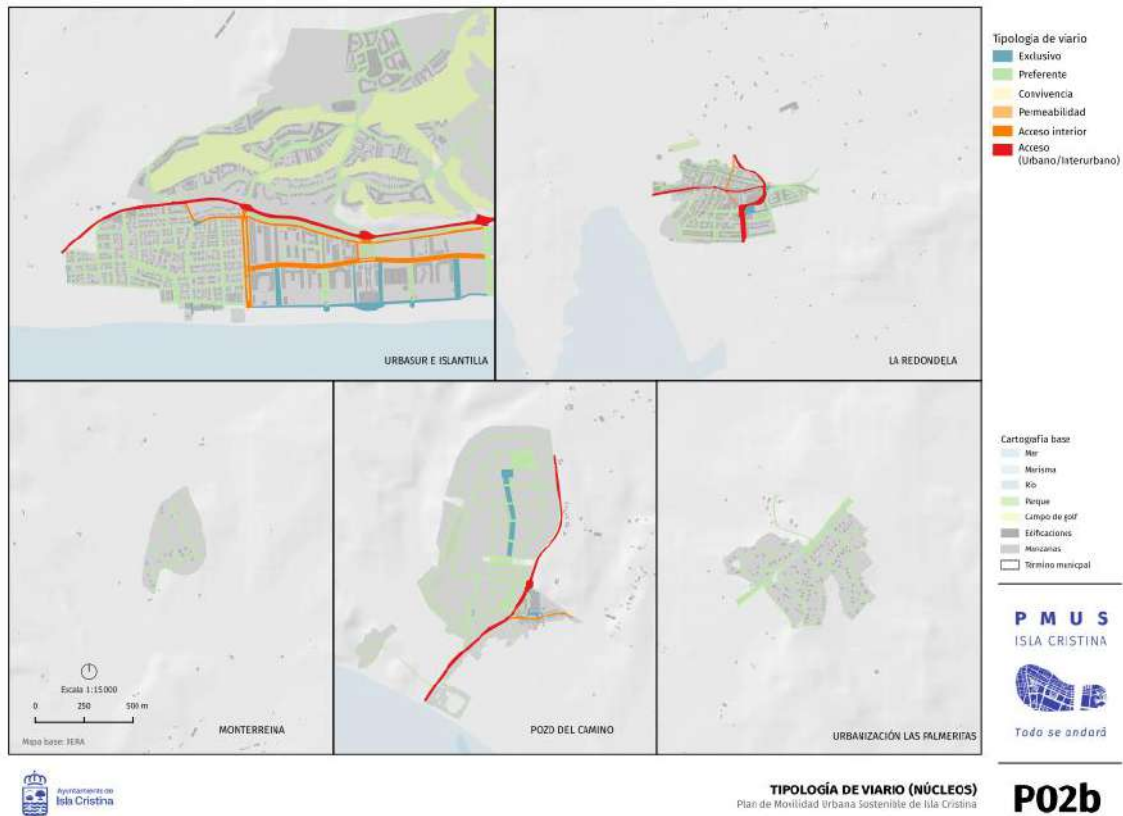 Tipología de viario
Exclusivo
Preferente
Convivencia
Permeabilidad
Acceso interior
Acceso
(Urbano/Interurbano)
URBASUR E ISLANTILLA
LA REDONDELA
Cartografía base
Mar
Marisma
Río
Parque
Campo de golf
Edificaciones
Manzanas
Término municipal
PMUS
ISLA CRISTINA
Todo se andará
Escala 1:15000
0 250 500 m
Mapa base: IERA
MONTERREINA
POZO DEL CAMINO
URBANIZACIÓN LAS PALMERITAS
Ayuntamiento de
Isla Cristina
TIPOLOGÍA DE VIARIO (NÚCLEOS)
Plan de Movilidad Urbana Sostenible de Isla Cristina
P02b